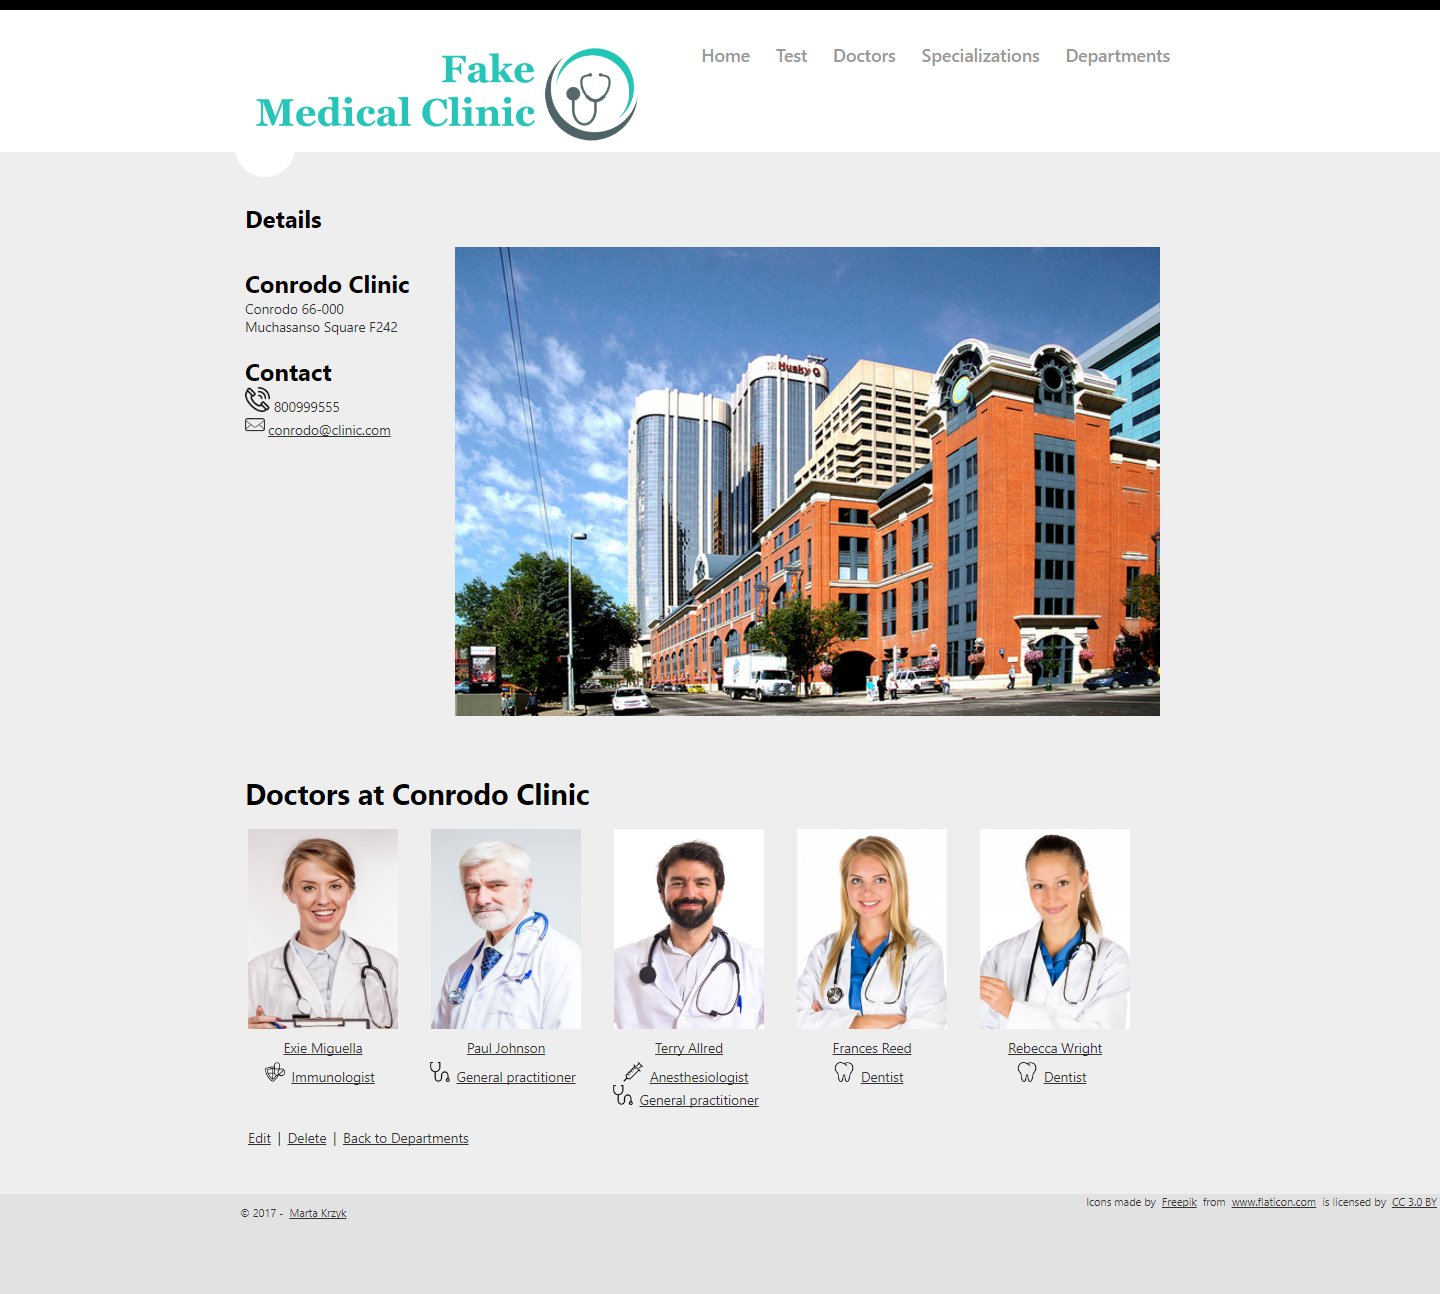 Fake
Medical Clinic
Home Test Doctors Specializations Departments
Details
Conrodo Clinic
Conrodo 66-000
Muchasanso Square F242
Contact
800999555
conrodo@clinic.com
Husky
Doctors at Conrodo Clinic
Exie Miguella
Immunologist
Paul Johnson
General practitioner
Terry Allred
Anesthesiologist
General practitioner
Frances Reed
Dentist
Rebecca Wright
Dentist
Edit | Delete | Back to Departments
Icons made by Freepik from www.flaticon.com is licensed by CC 3.0 BY
© 2017 - Marta Krzyk